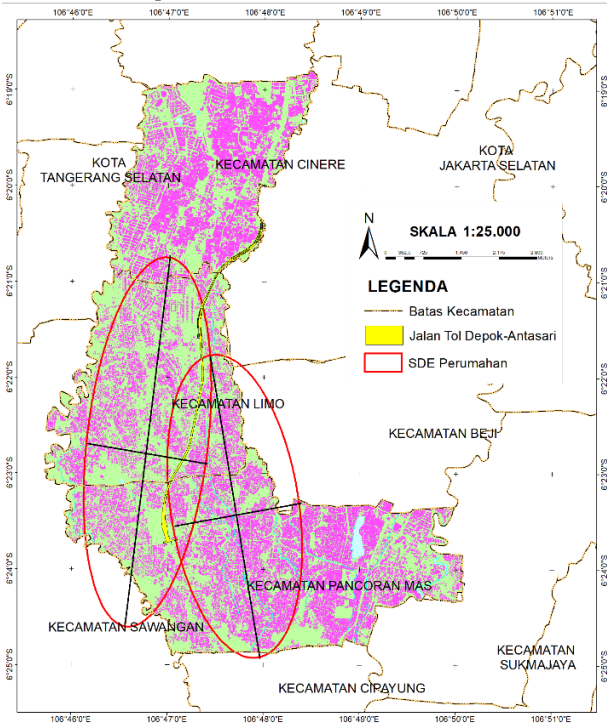 106°46'0"E 106°47'0"E 106°48'0"E 106°49'0"E 106°50'0"E 106°51'0"E
6°19'0"S 6°19'0"S
KOTA
TANGERANG SELATAN
KECAMATAN CINERE
KOTA
JAKARTA SELATAN
6°20'0"S 6°20'0"S
N
SKALA 1:25.000
Meters
6°21'0"S 6°21'0"S
LEGENDA
Batas Kecamatan
Jalan Tol Depok-Antasari
SDE Perumahan
6°22'0"S 6°22'0"S
KECAMATAN LIMO
KECAMATAN BEJI
6°23'0"S 6°23'0"S
6°24'0"S 6°24'0"S
KECAMATAN PANCORAN MAS
KECAMATAN SAWANGAN
KECAMATAN
SUKMAJAYA
6°25'0"S 6°25'0"S
KECAMATAN CIPAYUNG
106°46'0"E 106°47'0"E 106°48'0"E 106°49'0"E 106°50'0"E 106°51'0"E